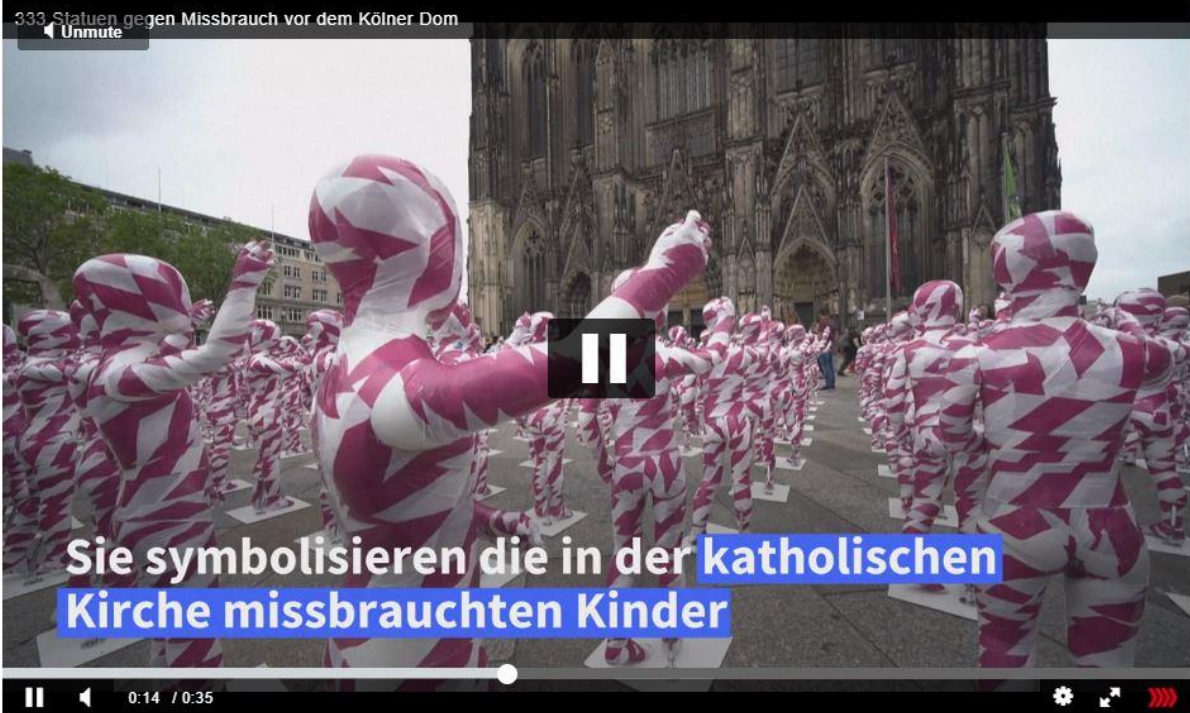 333 Statuen gegen Missbrauch vor dem Kölner Dom
Unmute
Sie symbolisieren die in der katholischen
Kirche missbrauchten Kinder
0:14 / 0:35